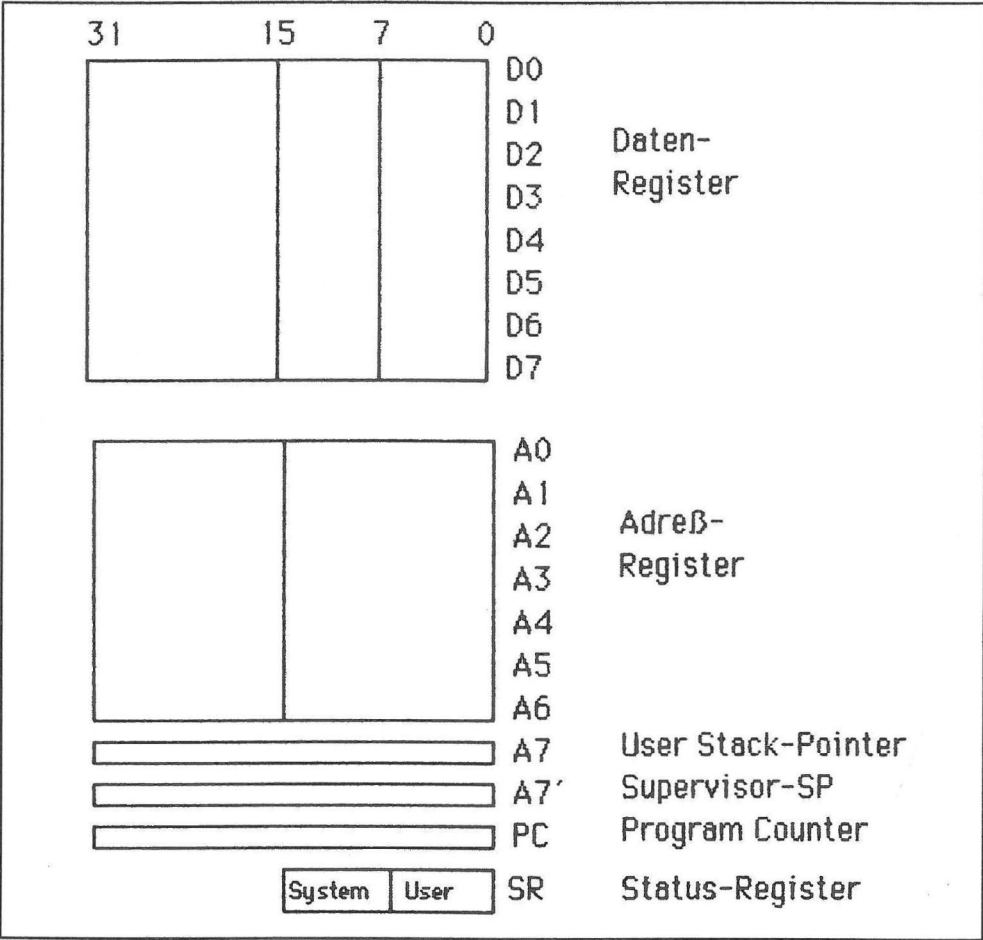 31 15 7 0
D0
D1
Daten-
D2
Register
D3
D4
D5
D6
D7
A0
A1
Adreß-
A2
Register
A3
A4
A5
A6
A7 User Stack-Pointer
A7´ Supervisor-SP
PC Program Counter
System User SR Status-Register